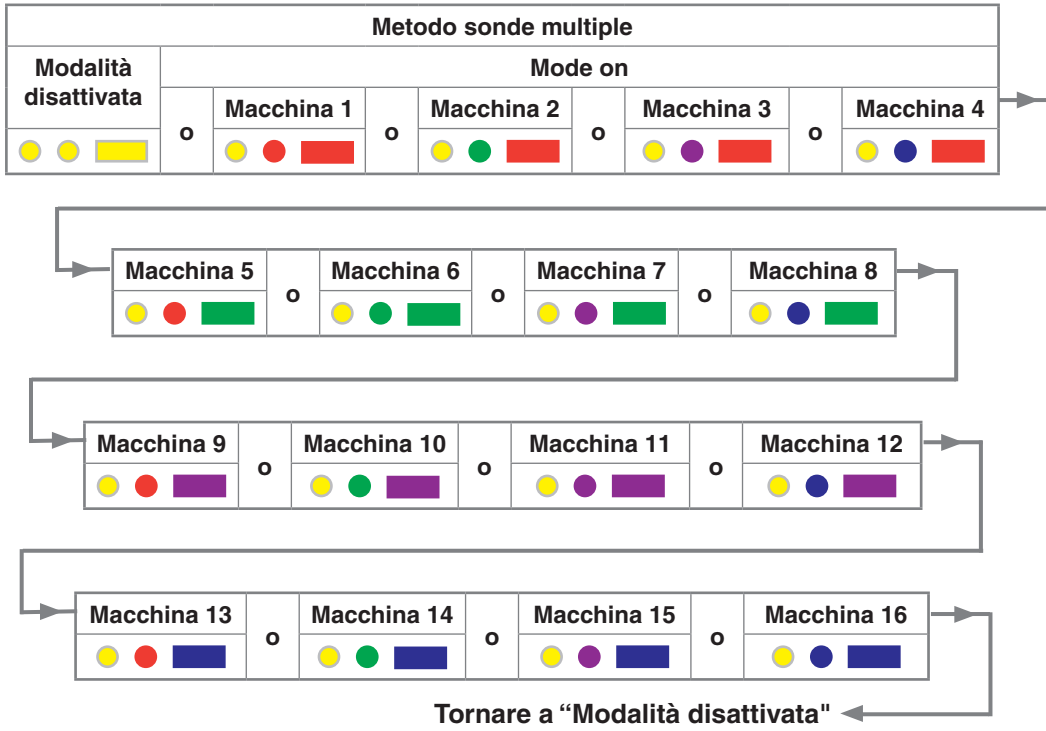 Metodo sonde multiple
Modalità
disattivata
Mode on
o
Macchina 1
o
Macchina 2
o
Macchina 3
o
Macchina 4
Macchina 5
o
Macchina 6
o
Macchina 7
o
Macchina 8
Macchina 9
o
Macchina 10
o
Macchina 11
o
Macchina 12
Macchina 13
o
Macchina 14
o
Macchina 15
o
Macchina 16
Tornare a “Modalità disattivata"